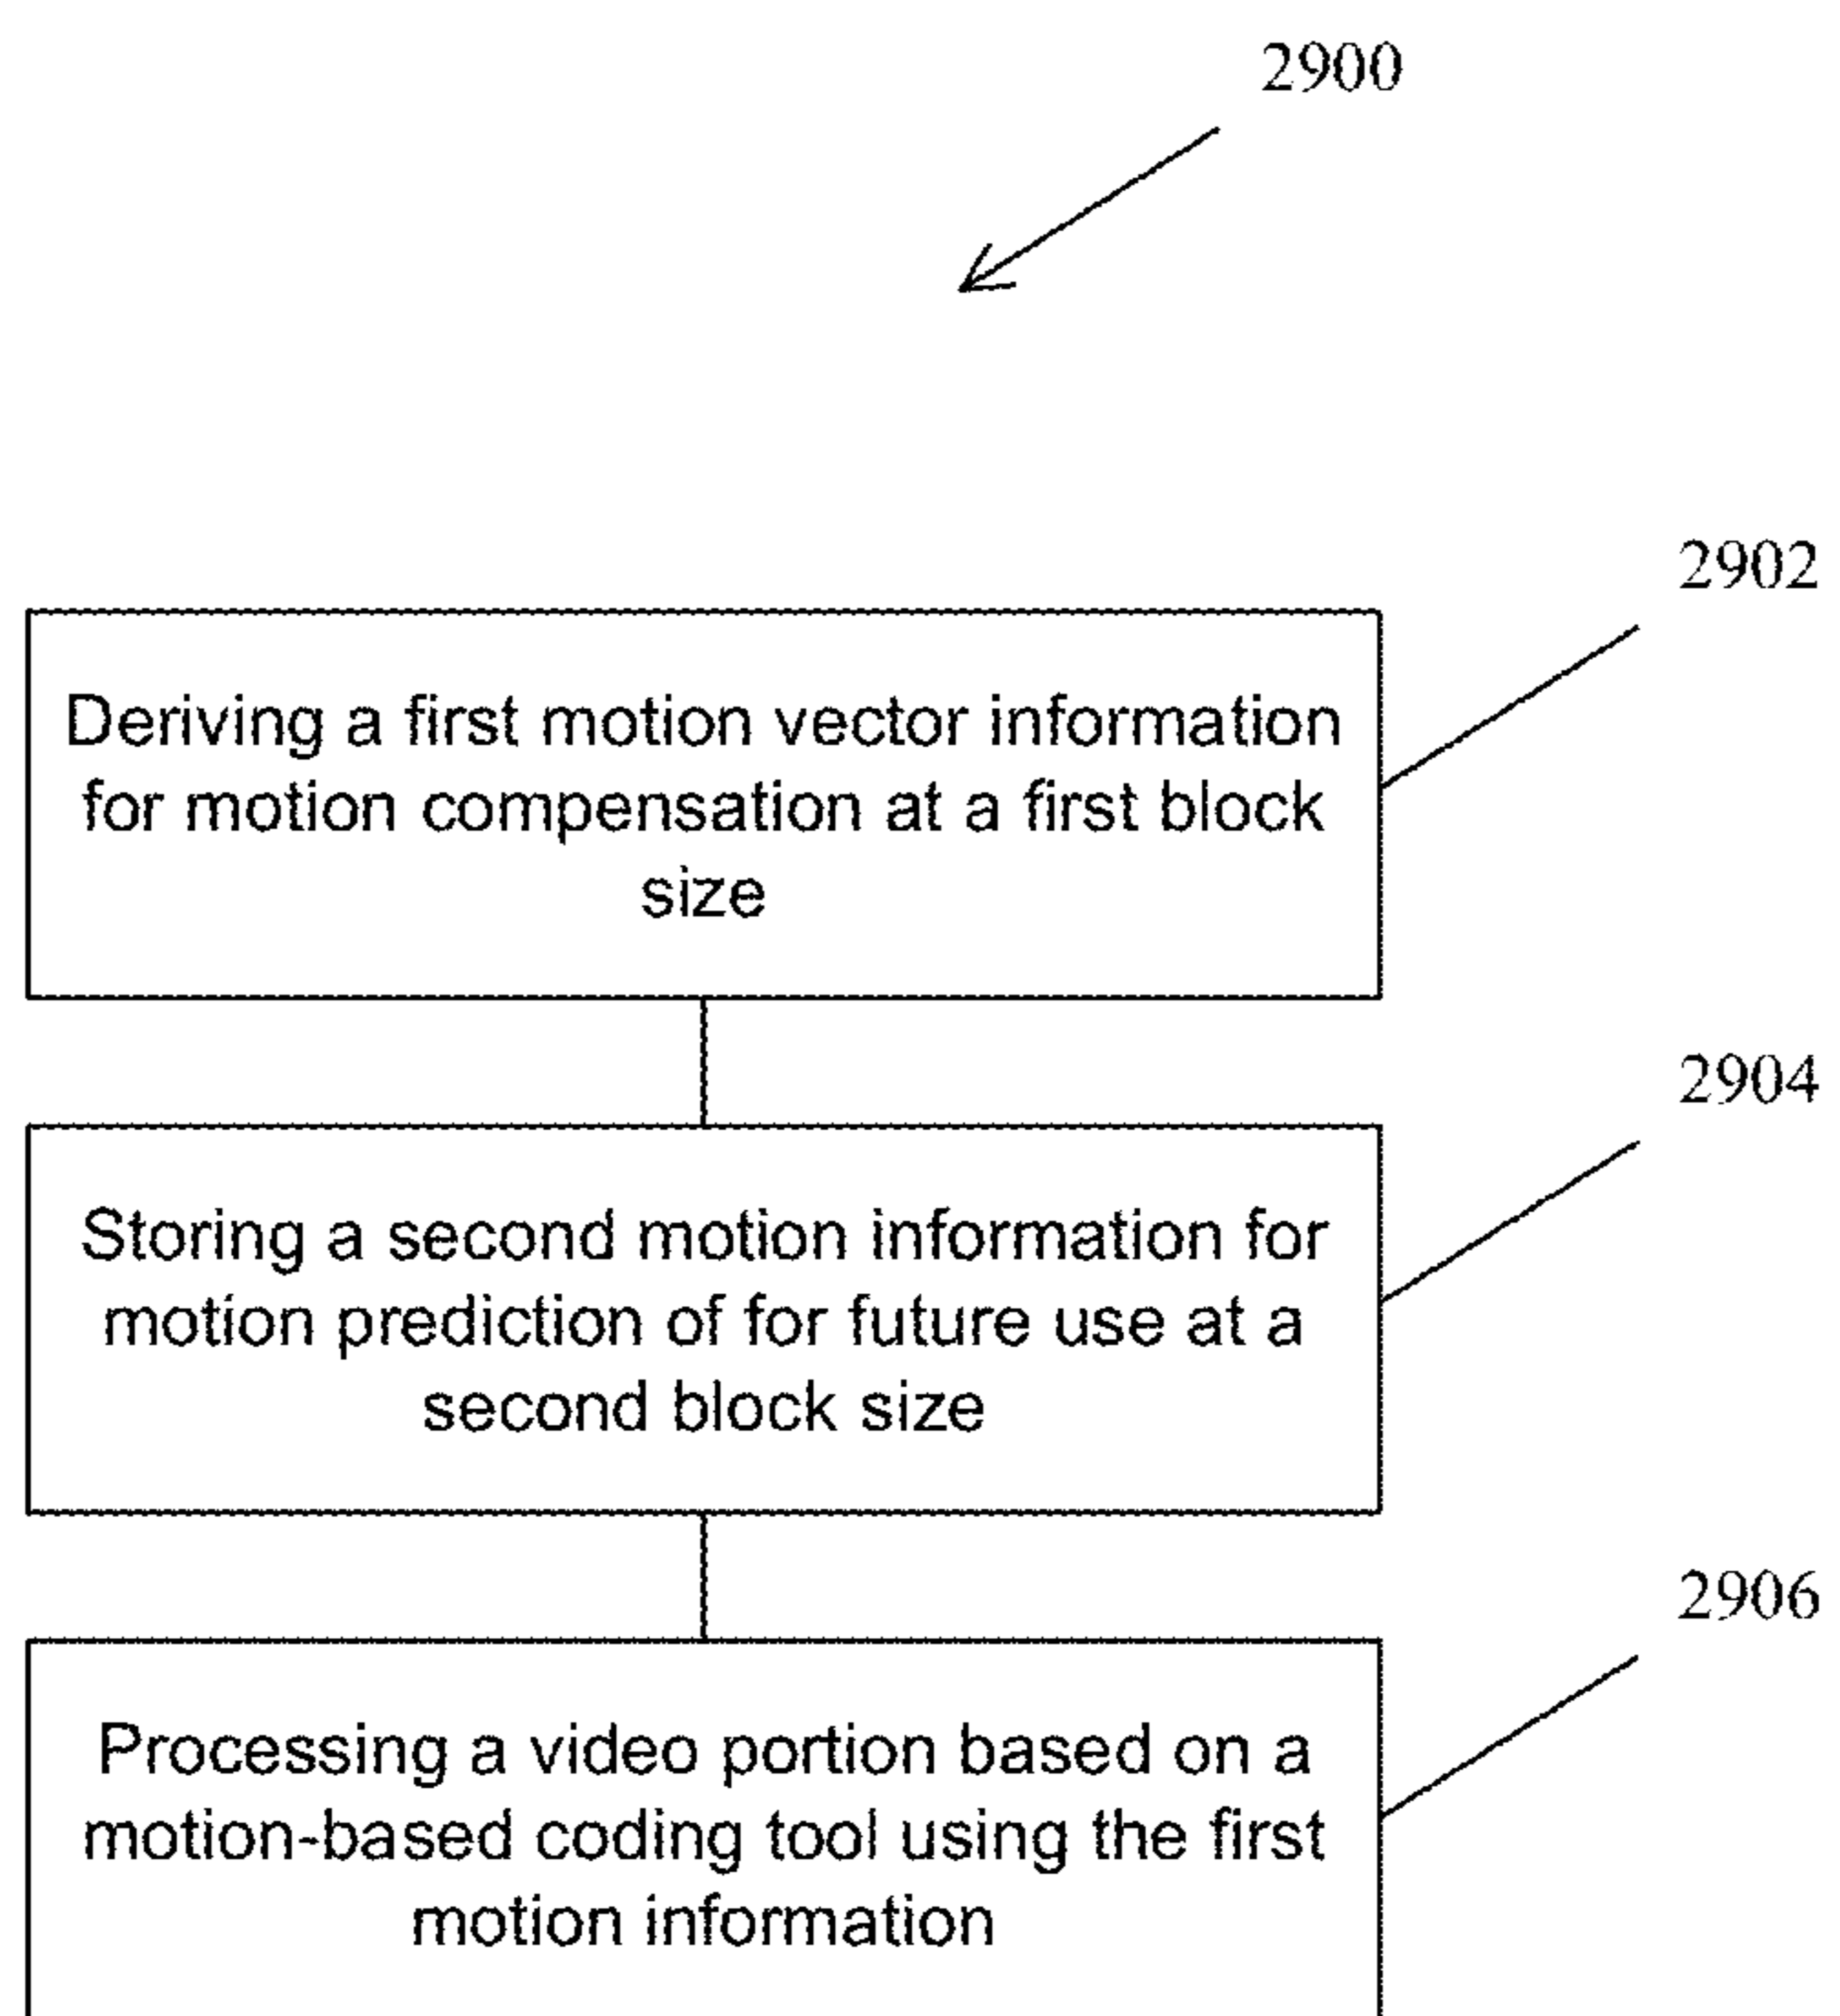 2900
2902
Deriving a first motion vector information
for motion compensation at a first block
size
2904
Storing a second motion information for
motion prediction of for future use at a
second block size
2906
Processing a video portion based on a
motion-based coding tool using the first
motion information